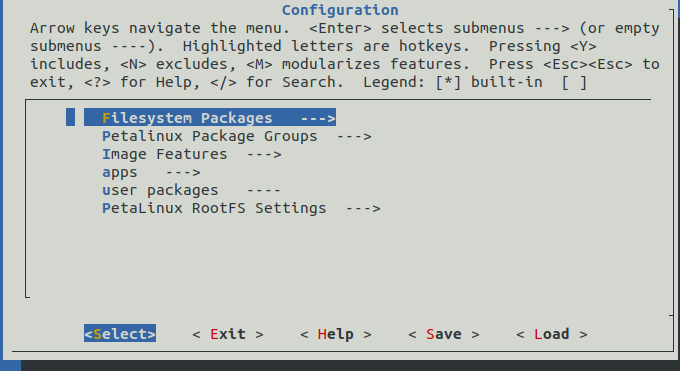 Configuration
Arrow keys navigate the menu.  <Enter> selects submenus ---> (or empty
submenus ----).  Highlighted letters are hotkeys.  Pressing <Y>
includes, <N> excludes, <M> modularizes features.  Press <Esc><Esc> to
exit, <?> for Help, </> for Search.  Legend: [*] built-in  [ ]
Filesystem Packages   --->
Petalinux Package Groups  --->
Image Features  --->
apps   --->
user packages   ----
PetaLinux RootFS Settings  --->
<Select>    < Exit >    < Help >    < Save >    < Load >